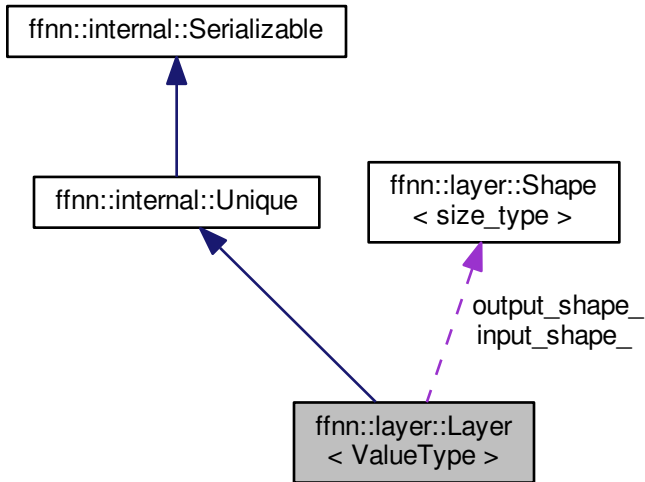 ffnn::internal::Serializable
ffnn::internal::Unique
ffnn::layer::Shape
< size_type >
output_shape_
input_shape_
ffnn::layer::Layer
< ValueType >